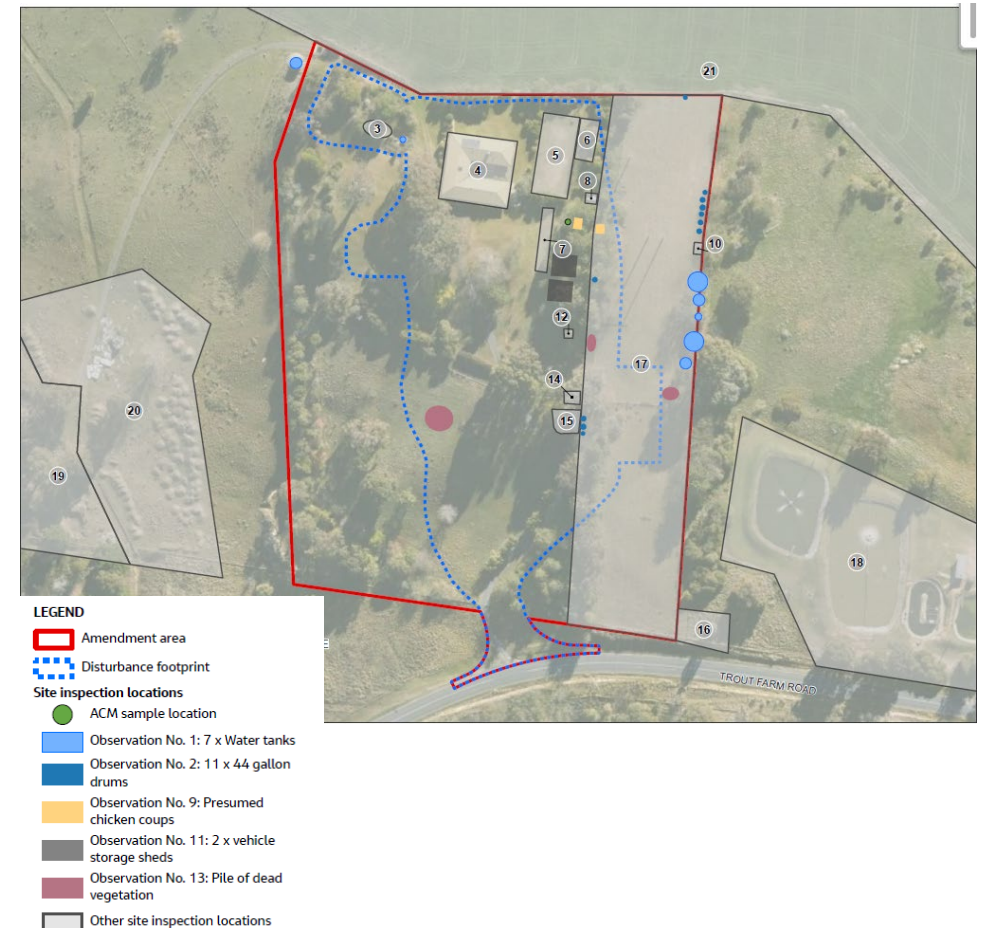 21
3
6
5
4
8
10
7
12
17
14
15
20
19
18
16
TROUT FARM ROAD
LEGEND
Amendment area
Disturbance footprint
Site inspection locations
ACM sample location
Observation No. 1: 7 x Water tanks
Observation No. 2: 11 x 44 gallon
drums
Observation No. 9: Presumed
chicken coups
Observation No. 11: 2 x vehicle
storage sheds
Observation No. 13: Pile of dead
vegetation
Other site inspection locations